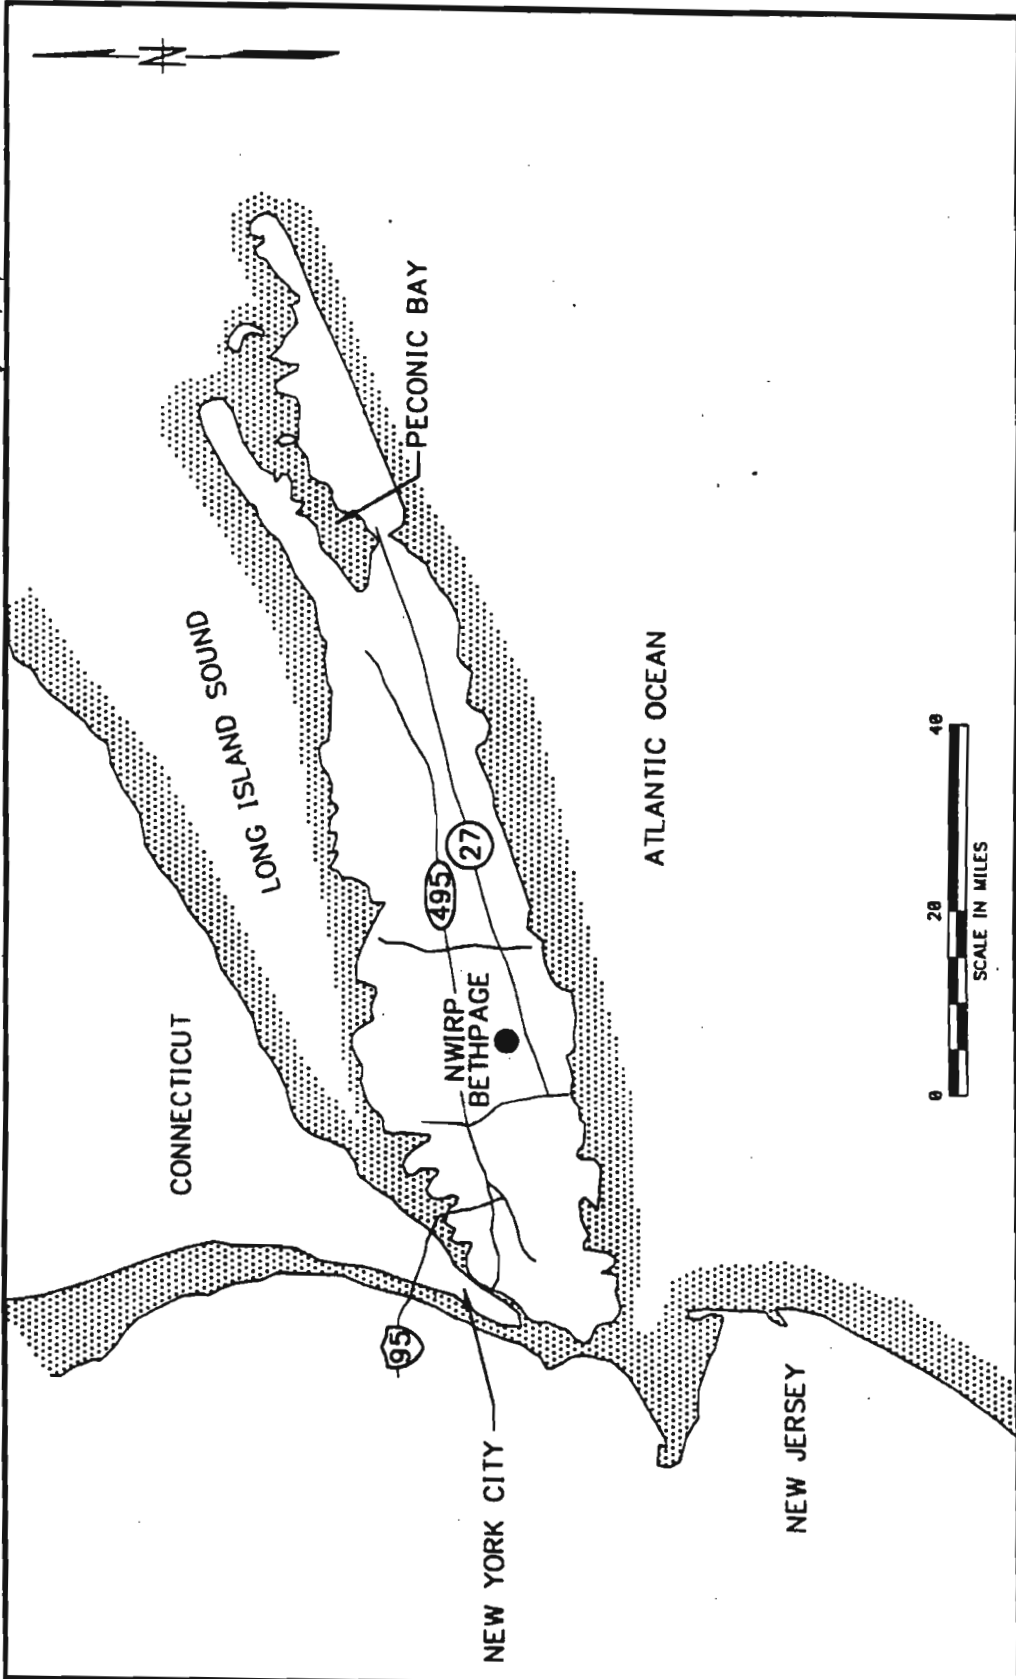 N
CONNECTICUT
LONG ISLAND SOUND
PECONIC BAY
95
495
27
NWIRP
BETHPAGE
NEW YORK CITY
ATLANTIC OCEAN
NEW JERSEY
0 20 40
SCALE IN MILES